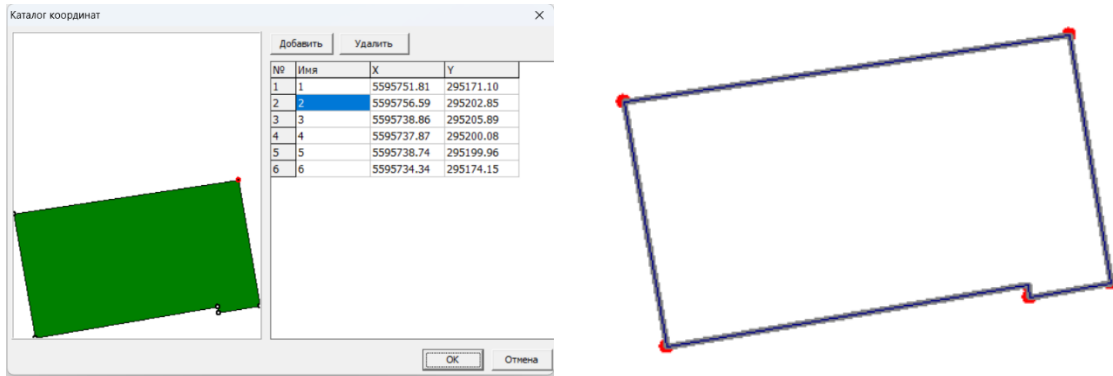 Каталог координат
Добавить Удалить
№ Имя X Y
1 1 5595751.81 295171.10
2 2 5595756.59 295202.85
3 3 5595738.86 295205.89
4 4 5595737.87 295200.08
5 5 5595738.74 295199.96
6 6 5595734.34 295174.15
OK Отмена